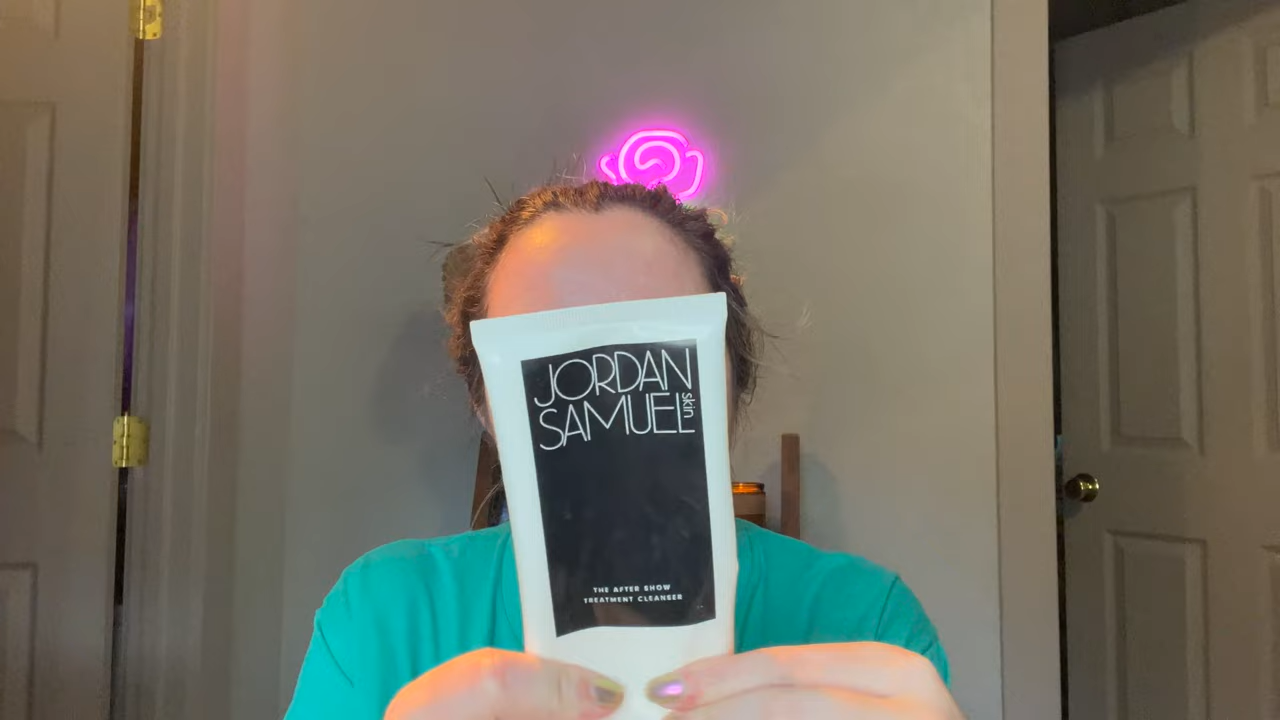 JORDAN
SAMUEL
skin
THE AFTER SHOW
TREATMENT CLEANSER